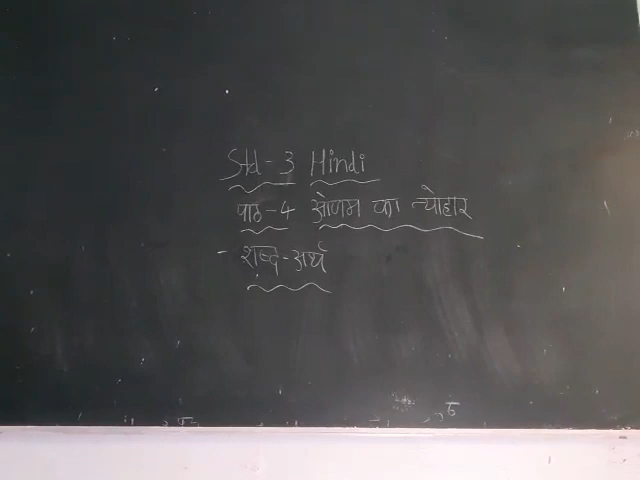 Std-3 Hindi
पाठ-4 ओणम का त्योहार
- शब्द-अर्थ